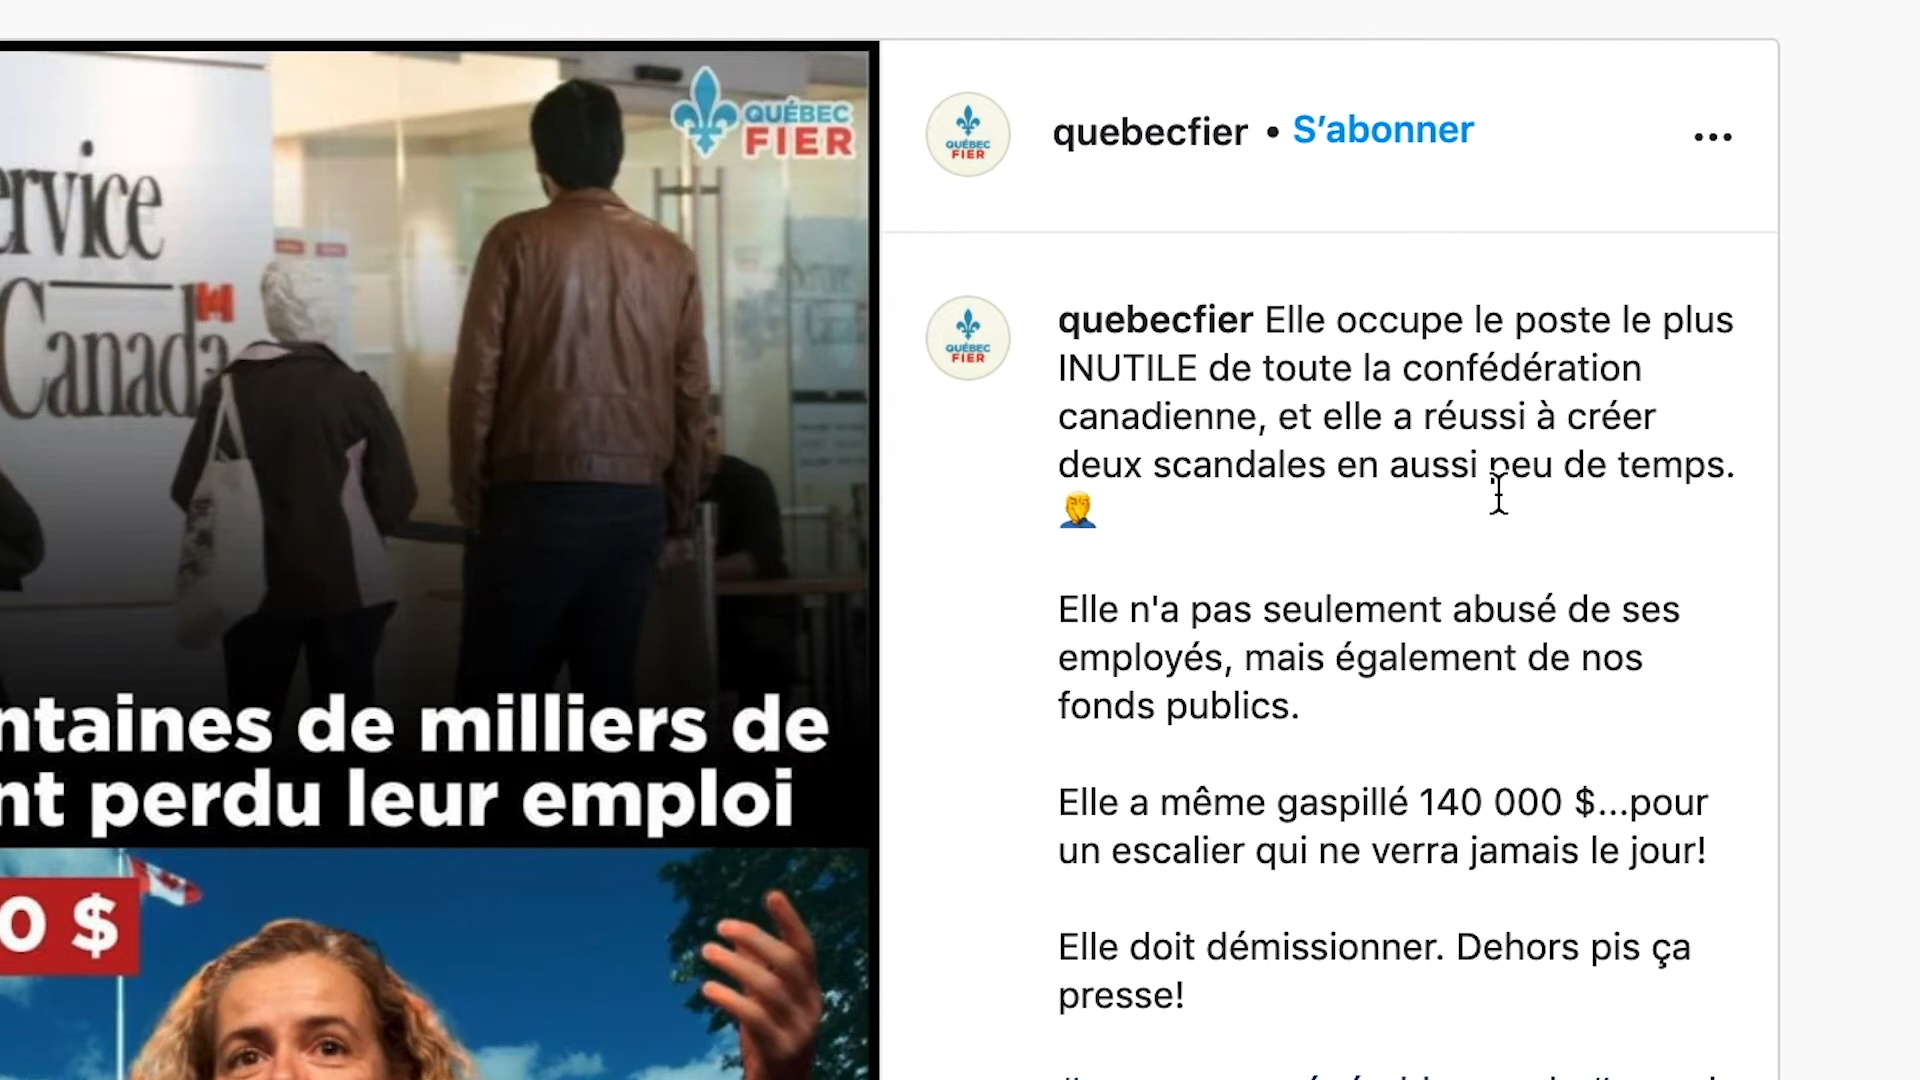 QUÉBEC
FIER
ervice
Canada
ntaines de milliers de
nt perdu leur emploi
0 $
QUÉBEC
FIER
quebecfier • S’abonner
...
QUÉBEC
FIER
quebecfier Elle occupe le poste le plus
INUTILE de toute la confédération
canadienne, et elle a réussi à créer
deux scandales en aussi peu de temps.
🤦
Elle n'a pas seulement abusé de ses
employés, mais également de nos
fonds publics.
Elle a même gaspillé 140 000 $...pour
un escalier qui ne verra jamais le jour!
Elle doit démissionner. Dehors pis ça
presse!